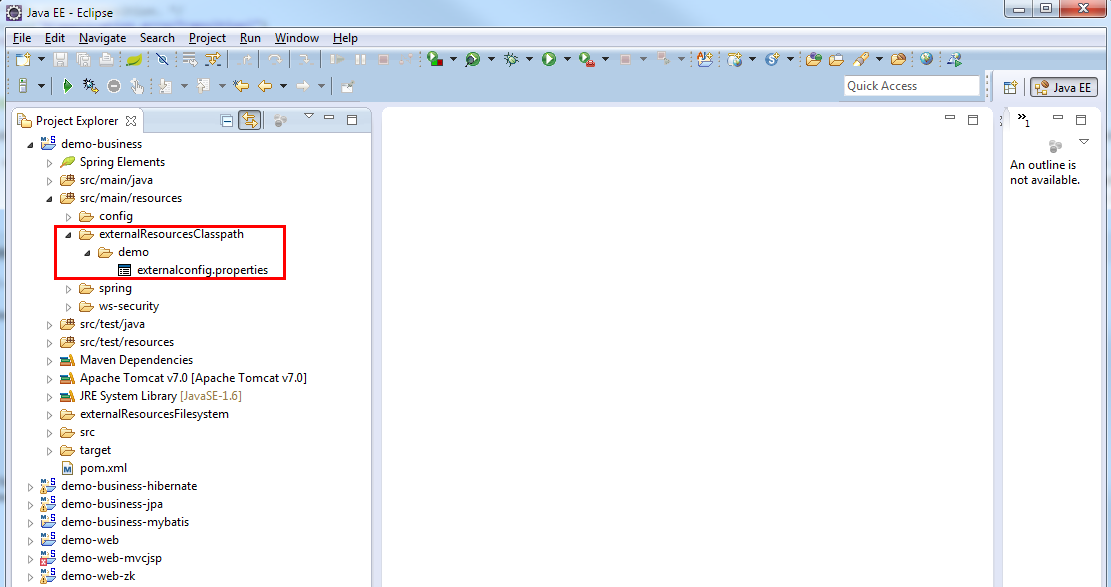 Java EE - Eclipse
File Edit Navigate Search Project Run Window Help
Quick Access
Java EE
Project Explorer
demo-business
Spring Elements
src/main/java
src/main/resources
config
externalResourcesClasspath
demo
externalconfig.properties
spring
ws-security
src/test/java
src/test/resources
Maven Dependencies
Apache Tomcat v7.0 [Apache Tomcat v7.0]
JRE System Library [JavaSE-1.6]
externalResourcesFilesystem
src
target
pom.xml
demo-business-hibernate
demo-business-jpa
demo-business-mybatis
demo-web
demo-web-mvcjsp
demo-web-zk
»1
An outline is
not available.